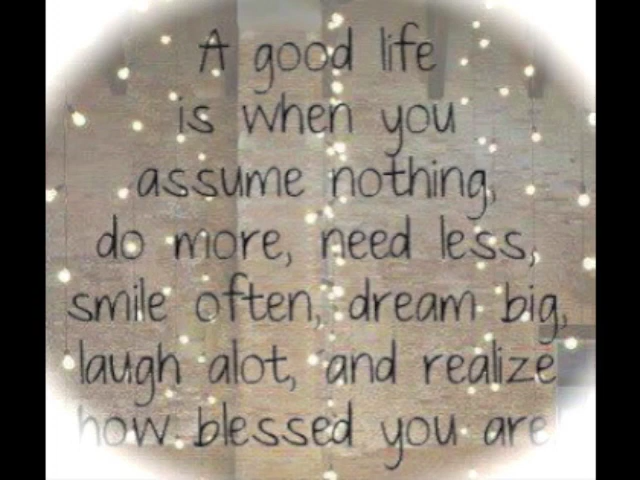 A good life
is when you
assume nothing,
do more, need less,
smile often, dream big,
laugh alot, and realize
how blessed you are!